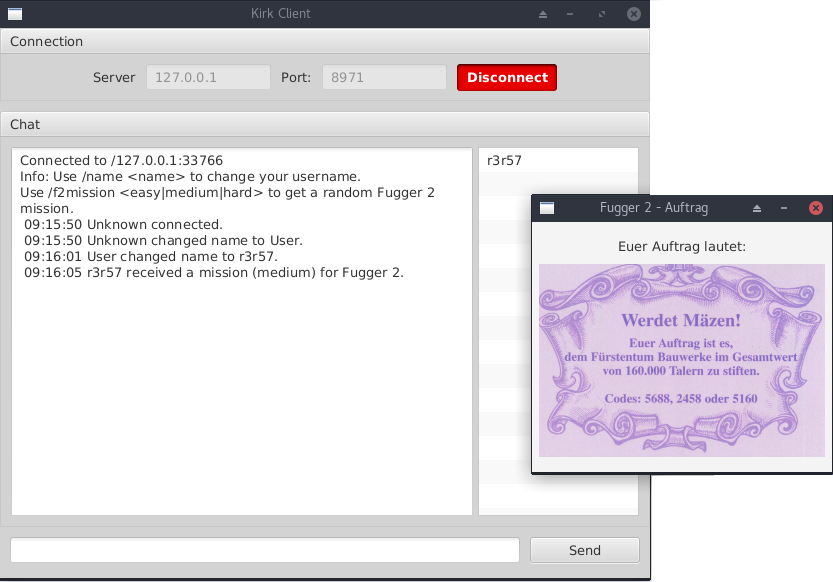 Kirk Client
Connection
Server 127.0.0.1 Port: 8971 Disconnect
Chat
Connected to /127.0.0.1:33766
Info: Use /name <name> to change your username.
Use /f2mission <easy|medium|hard> to get a random Fugger 2
mission.
09:15:50 Unknown connected.
09:15:50 Unknown changed name to User.
09:16:01 User changed name to r3r57.
09:16:05 r3r57 received a mission (medium) for Fugger 2.
r3r57
Fugger 2 - Auftrag
Euer Auftrag lautet:
Werdet Mäzen!
Euer Auftrag ist es,
dem Fürstentum Bauwerke im Gesamtwert
von 160.000 Talern zu stiften.
Codes: 5688, 2458 oder 5160
Send